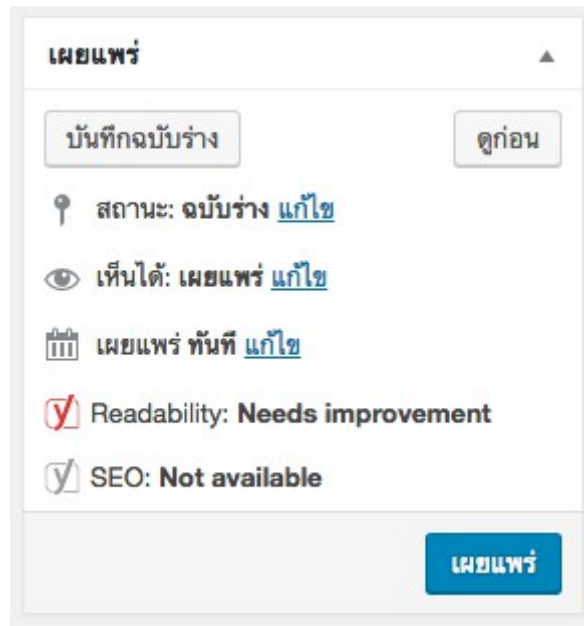 เผยแพร่
บันทึกฉบับร่าง ดูก่อน
สถานะ: ฉบับร่าง แก้ไข
เห็นได้: เผยแพร่ แก้ไข
เผยแพร่ ทันที แก้ไข
Readability: Needs improvement
SEO: Not available
เผยแพร่